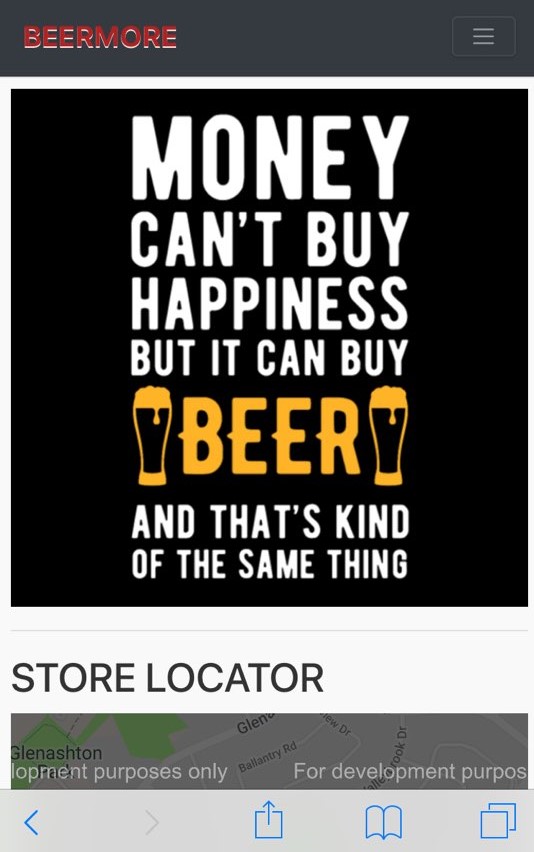 BEERMORE
MONEY
CAN'T BUY
HAPPINESS
BUT IT CAN BUY
BEER
AND THAT'S KIND
OF THE SAME THING
STORE LOCATOR
Glenashton
Ballantry Rd
lopment purposes only
For development purpos